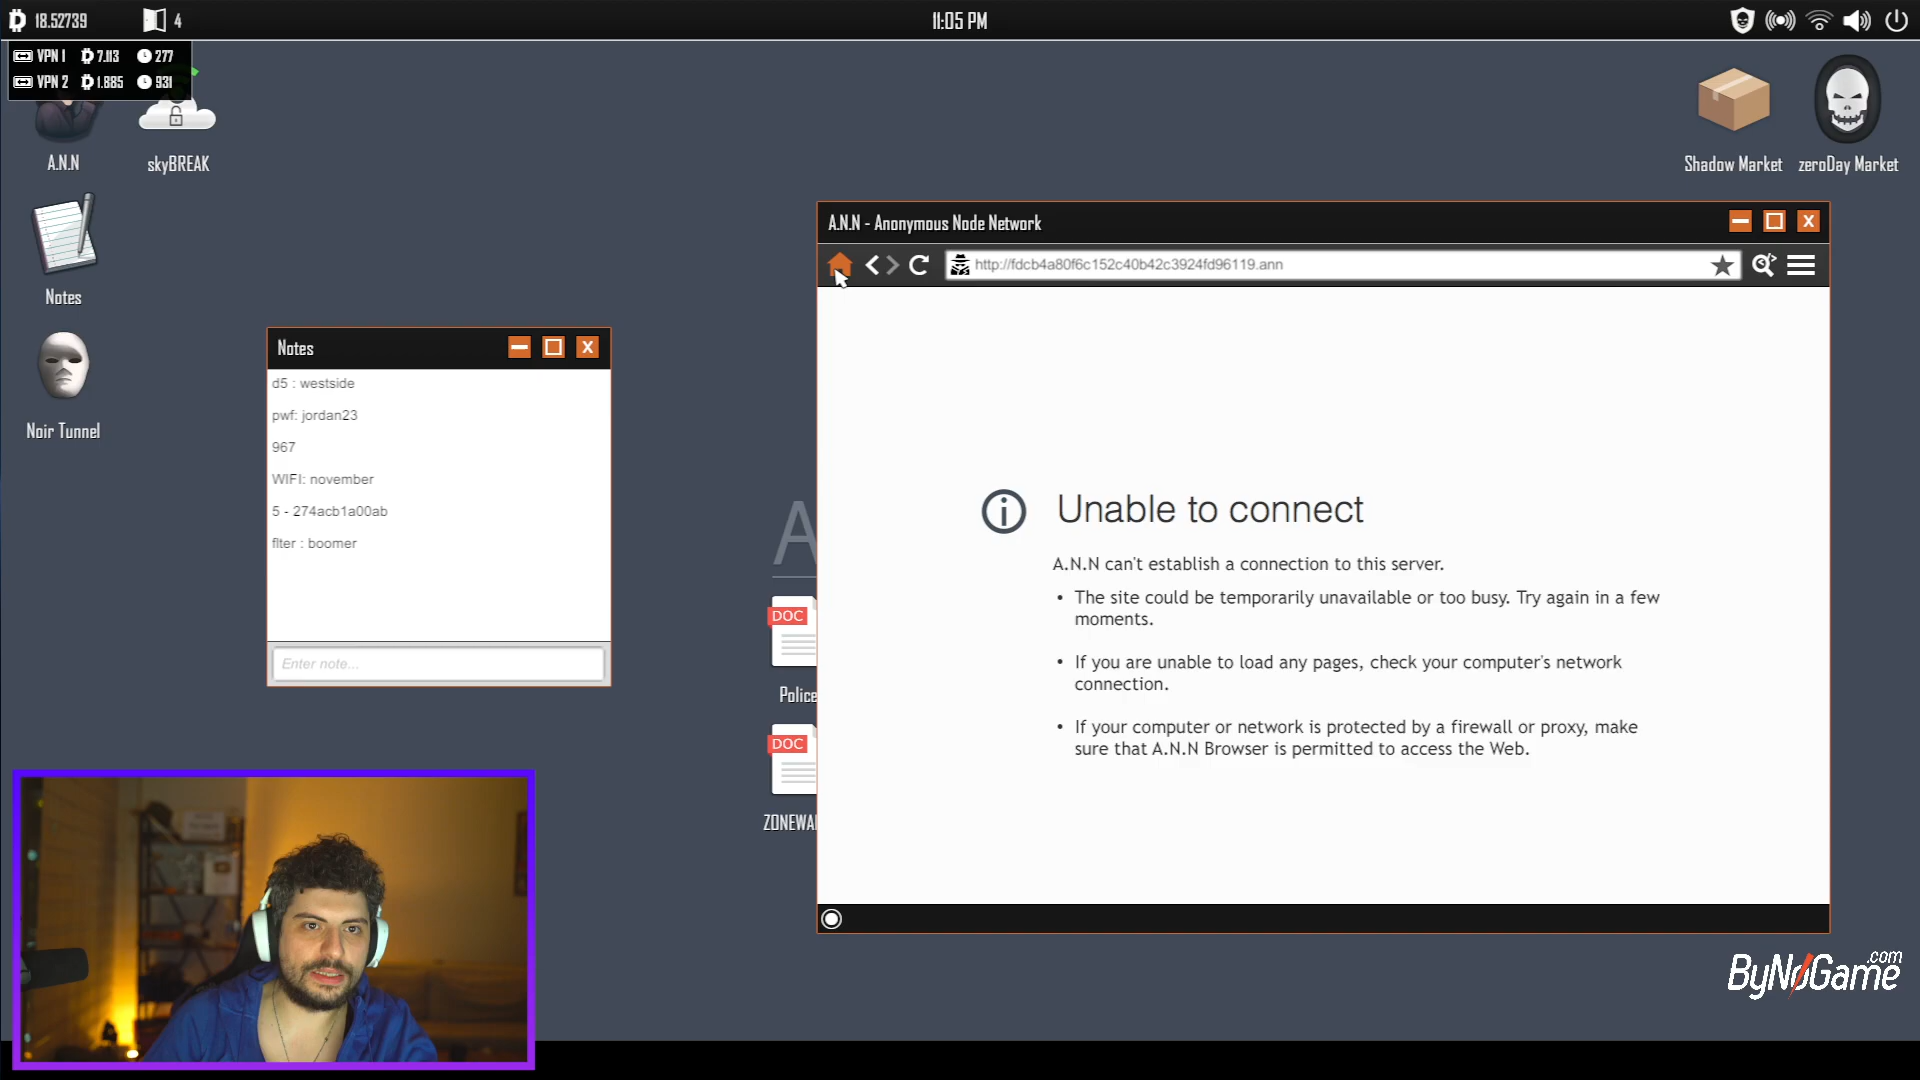 18.52739
4
11:05 PM
VPN 1 7.113 277
VPN 2 1.885 931
A.N.N
skyBREAK
Shadow Market
zeroDay Market
Notes
Noir Tunnel
A.N.N - Anonymous Node Network
X
http://fdcb4a80f6c152c40b42c3924fd96119.ann
Notes
X
d5 : westside
pwf: jordan23
967
WIFI: november
5 - 274acb1a00ab
flter : boomer
Enter note...
A
DOC
Police
DOC
ZONEWA
Unable to connect
A.N.N can't establish a connection to this server.
• The site could be temporarily unavailable or too busy. Try again in a few
moments.
• If you are unable to load any pages, check your computer's network
connection.
• If your computer or network is protected by a firewall or proxy, make
sure that A.N.N Browser is permitted to access the Web.
ByNoGame.com